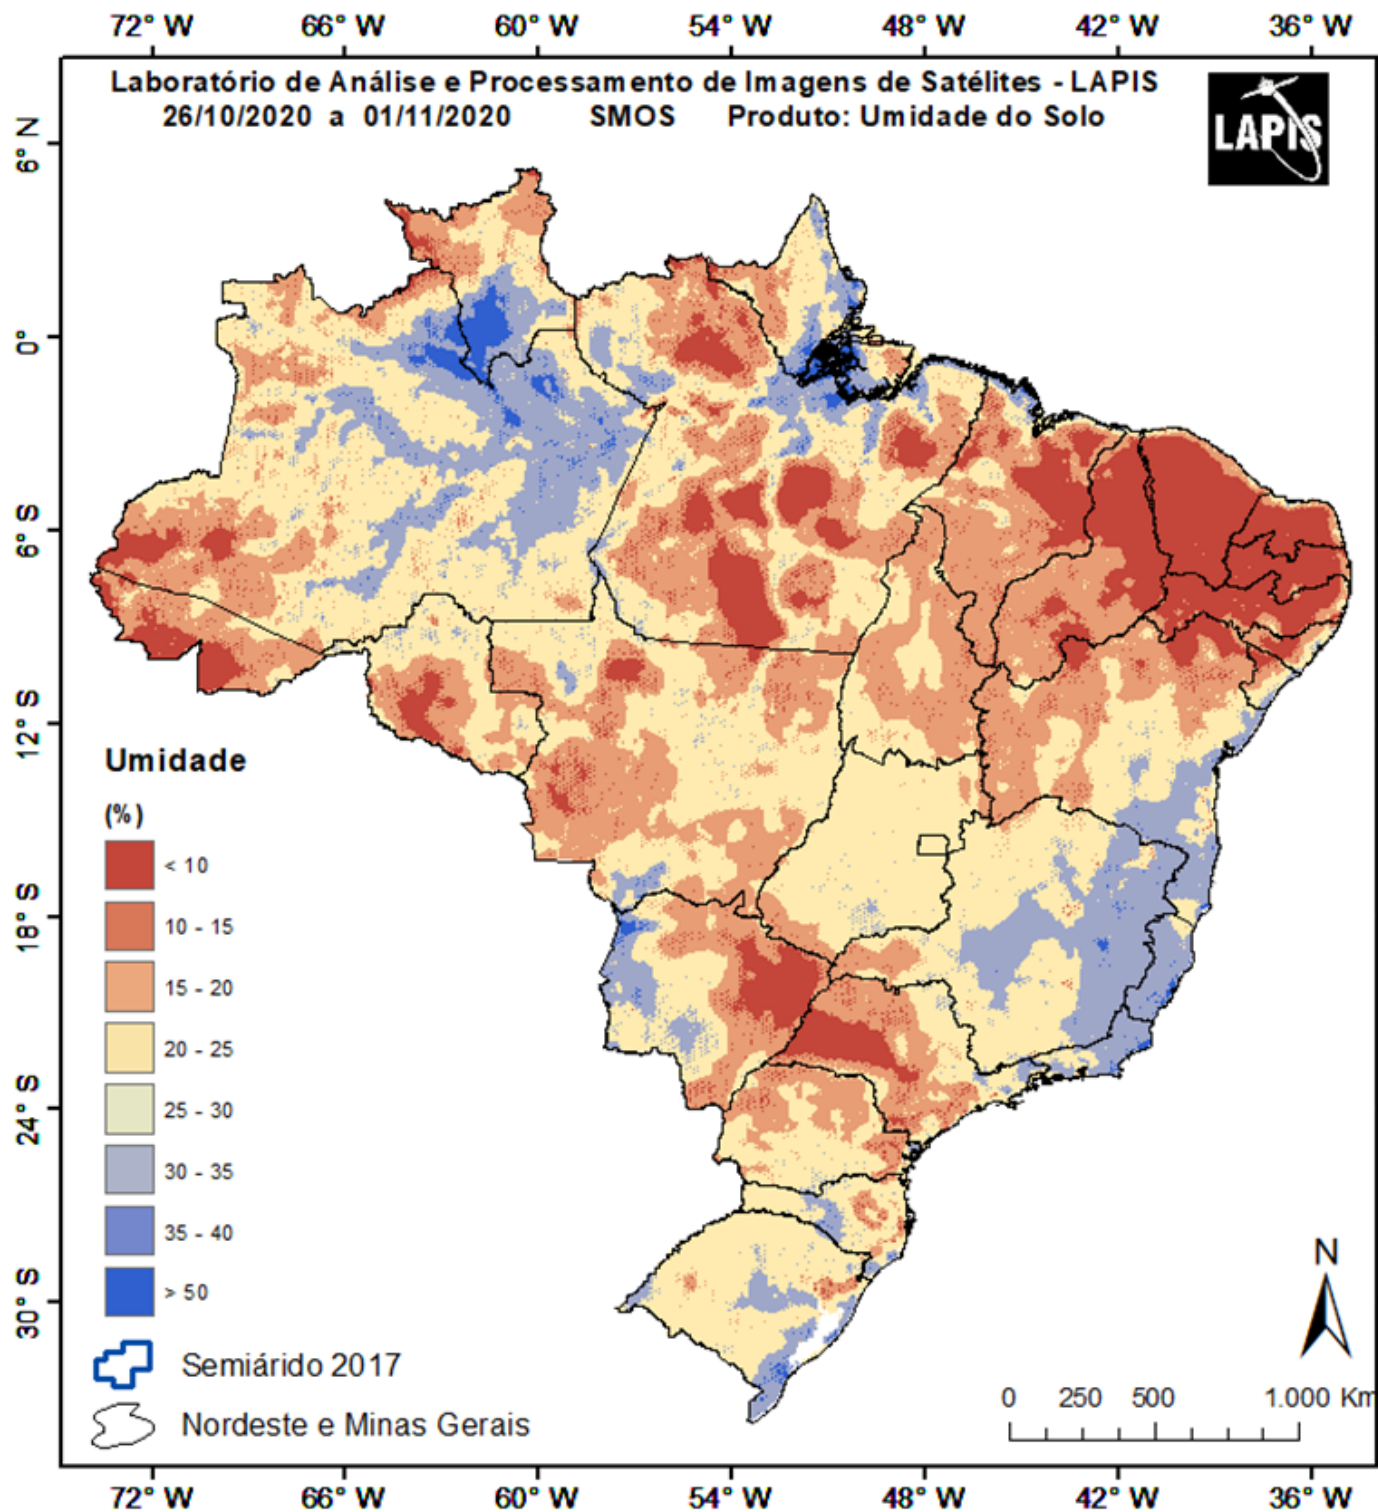 72° W 66° W 60° W 54° W 48° W 42° W 36° W
Laboratório de Análise e Processamento de Imagens de Satélites - LAPIS
26/10/2020 a 01/11/2020 SMOS Produto: Umidade do Solo
LAPIS
6° N
0°
6° S
12° S
18° S
24° S
30° S
Umidade
(%)
< 10
10 - 15
15 - 20
20 - 25
25 - 30
30 - 35
35 - 40
> 50
Semiárido 2017
Nordeste e Minas Gerais
N
0 250 500 1.000 Km
72° W 66° W 60° W 54° W 48° W 42° W 36° W